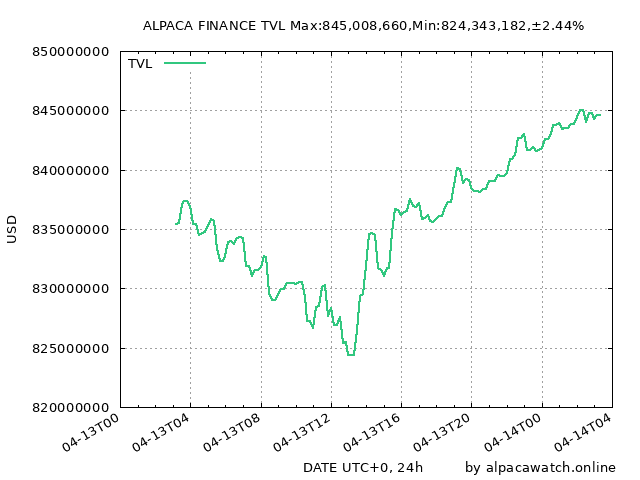 ALPACA FINANCE TVL Max:845,008,660,Min:824,343,182,±2.44%
850000000
TVL
845000000
840000000
835000000
USD
830000000
825000000
820000000
04-13T00 04-13T04 04-13T08 04-13T12 04-13T16 04-13T20 04-14T00 04-14T04
DATE UTC+0, 24h by alpacawatch.online